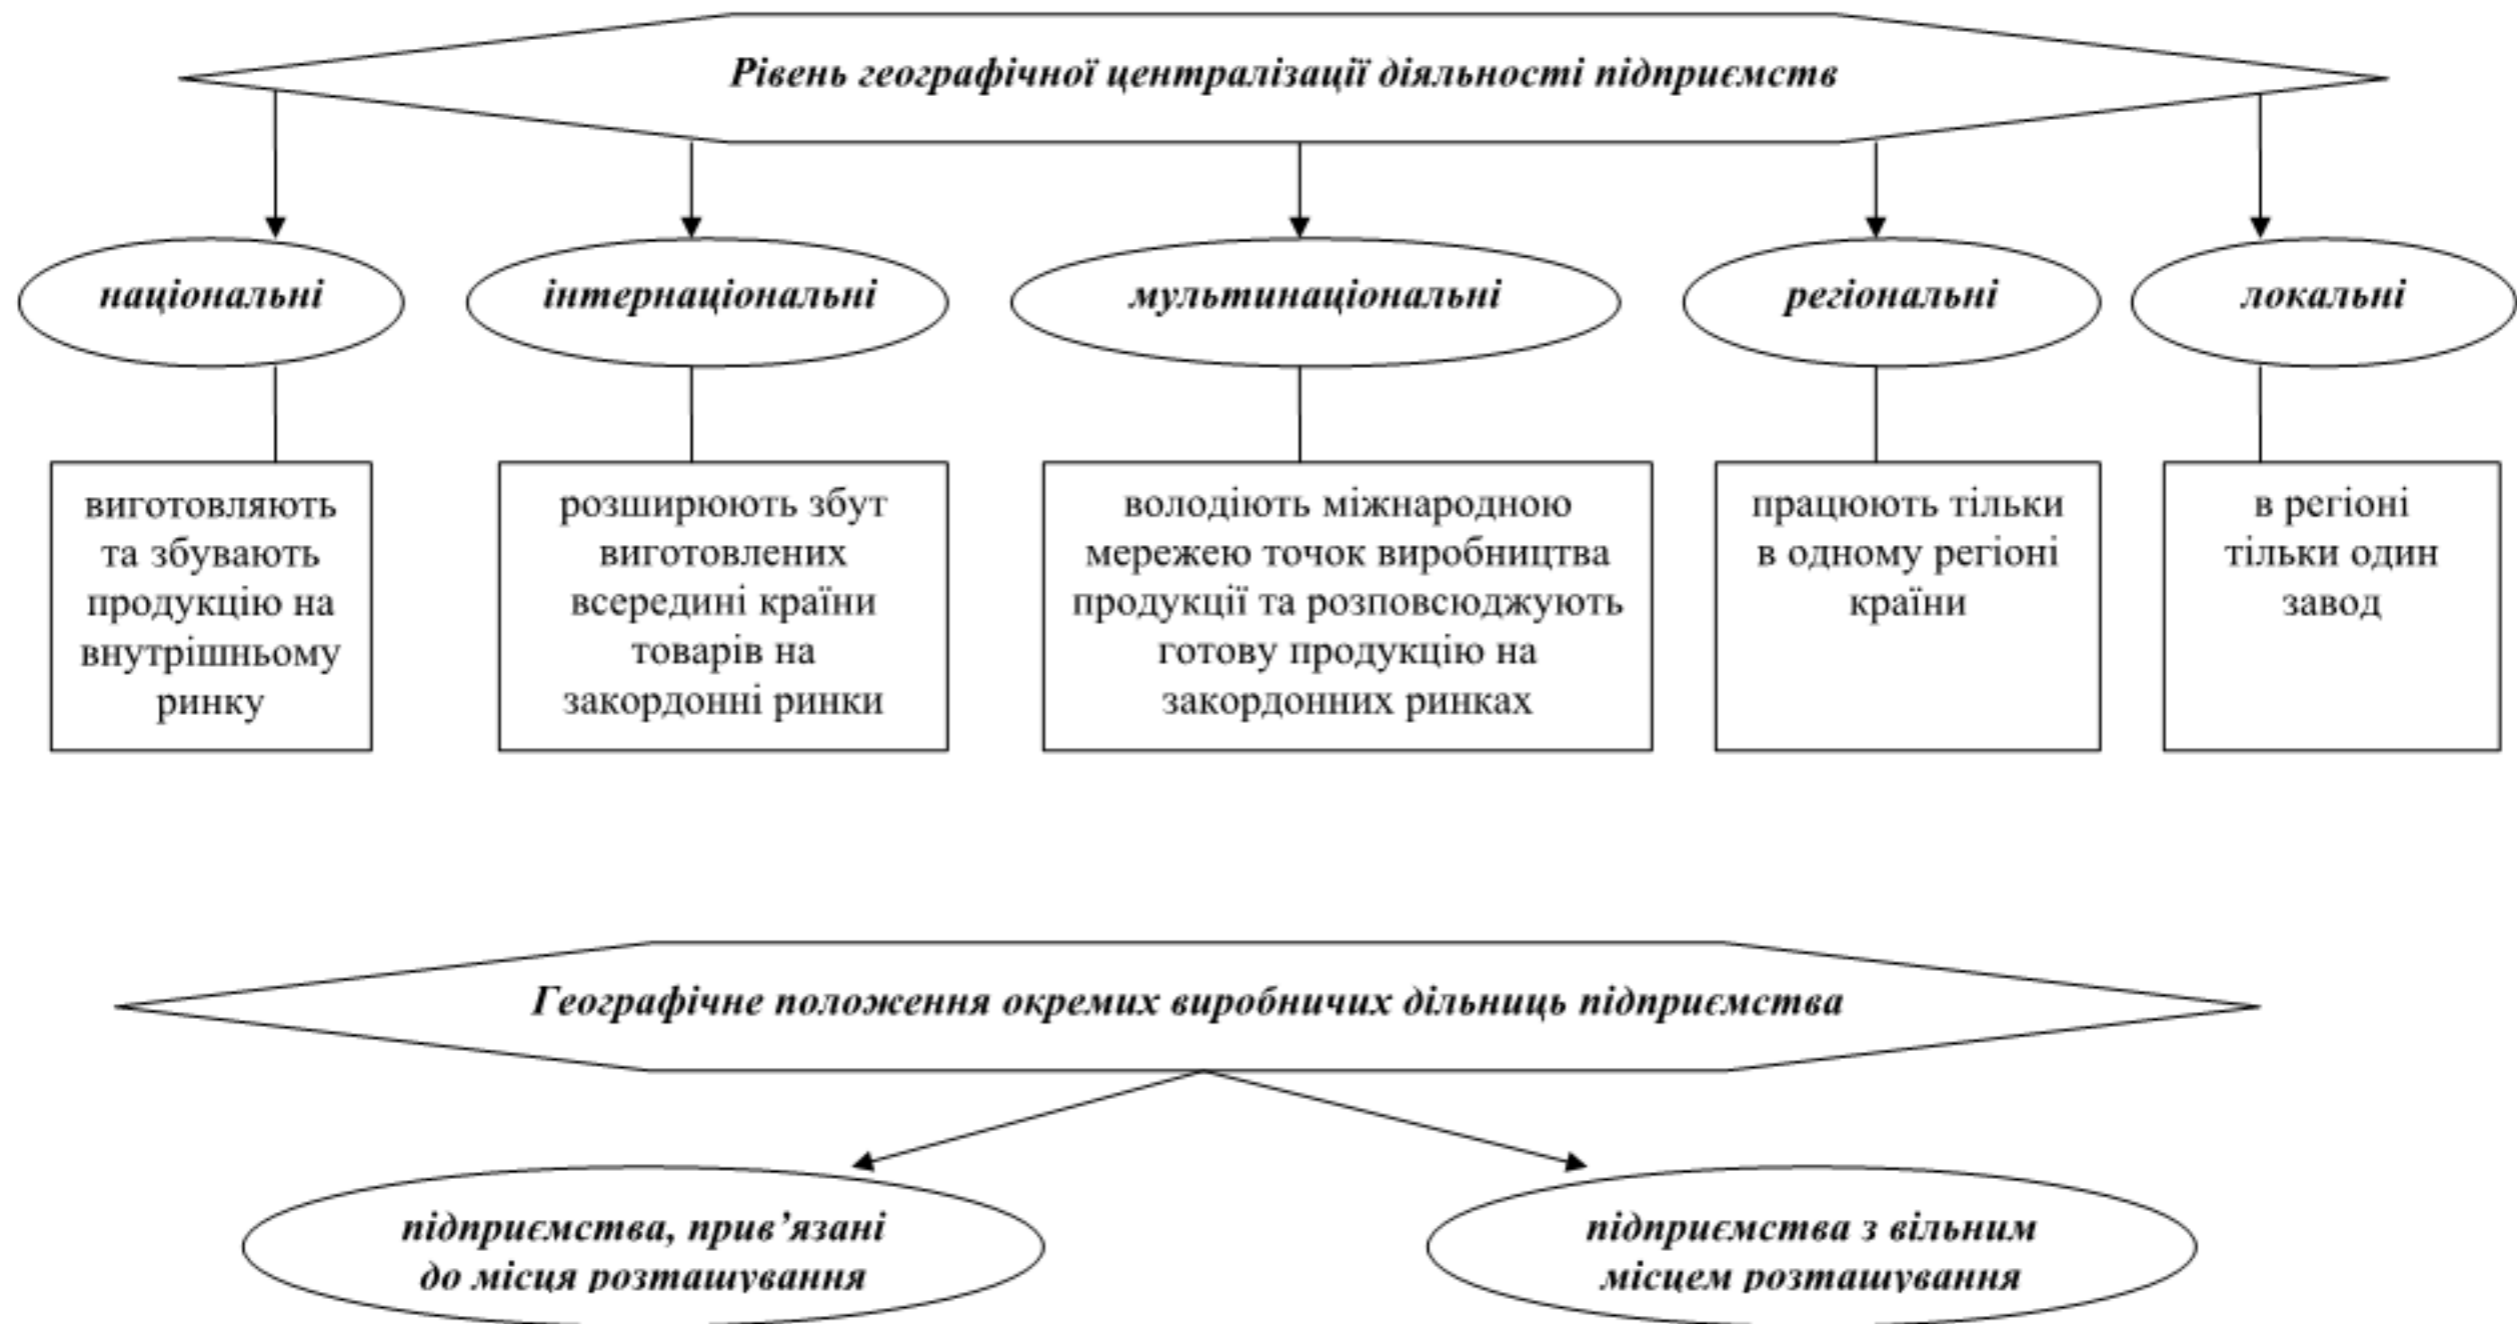 Рівень географічної централізації діяльності підприємств
національні
інтернаціональні
мультинаціональні
регіональні
локальні
виготовляють
та збувають
продукцію на
внутрішньому
ринку
розширюють збут
виготовлених
всередині країни
товарів на
закордонні ринки
володіють міжнародною
мережею точок виробництва
продукції та розповсюджують
готову продукцію на
закордонних ринках
працюють тільки
в одному регіоні
країни
в регіоні
тільки один
завод
Географічне положення окремих виробничих дільниць підприємства
підприємства, прив’язані
до місця розташування
підприємства з вільним
місцем розташування